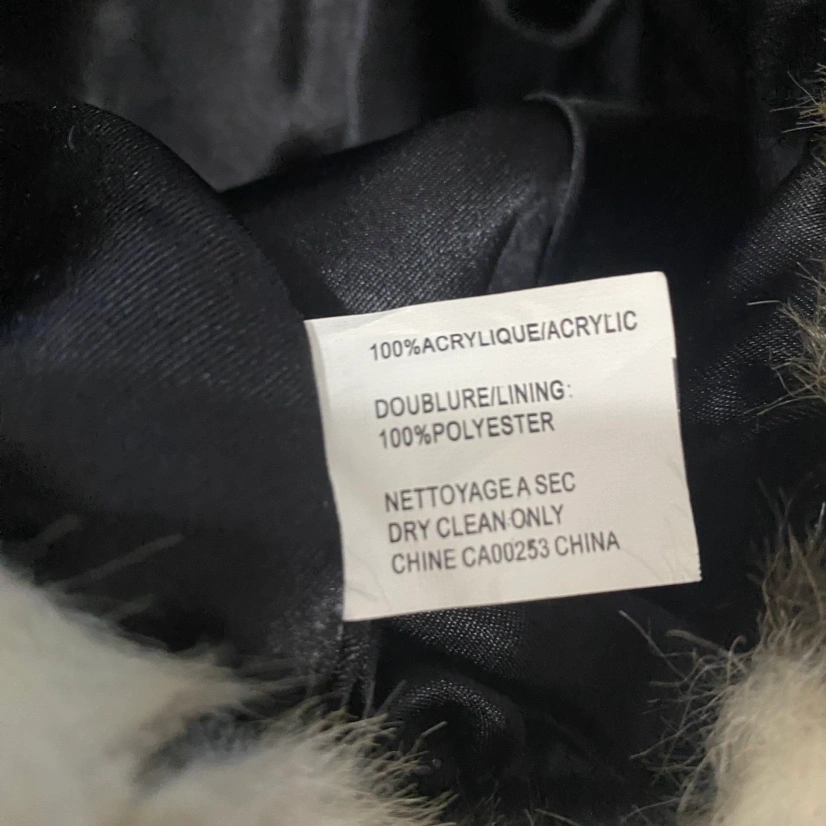 100%ACRYLIQUE/ACRYLIC
DOUBLURE/LINING:
100%POLYESTER
NETTOYAGE A SEC
DRY CLEAN ONLY
CHINE CA00253 CHINA